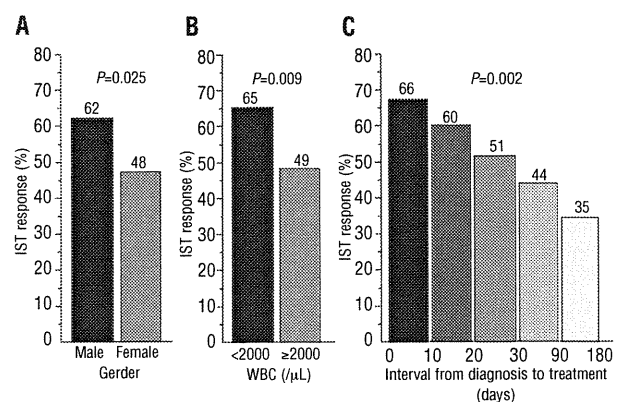 A
IST response (%)
80
70
60
50
40
30
20
10
0
P=0.025
62
48
Male Female
Gerder
B
IST response (%)
80
70
60
50
40
30
20
10
0
P=0.009
65
49
<2000 ≥2000
WBC (/µL)
C
IST response (%)
80
70
60
50
40
30
20
10
0
P=0.002
66
60
51
44
35
0 10 20 30 90 180
Interval from diagnosis to treatment
(days)